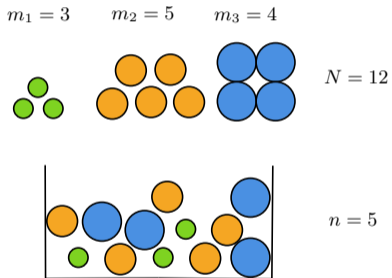 m₁ = 3 m₂ = 5 m₃ = 4
N = 12
n = 5